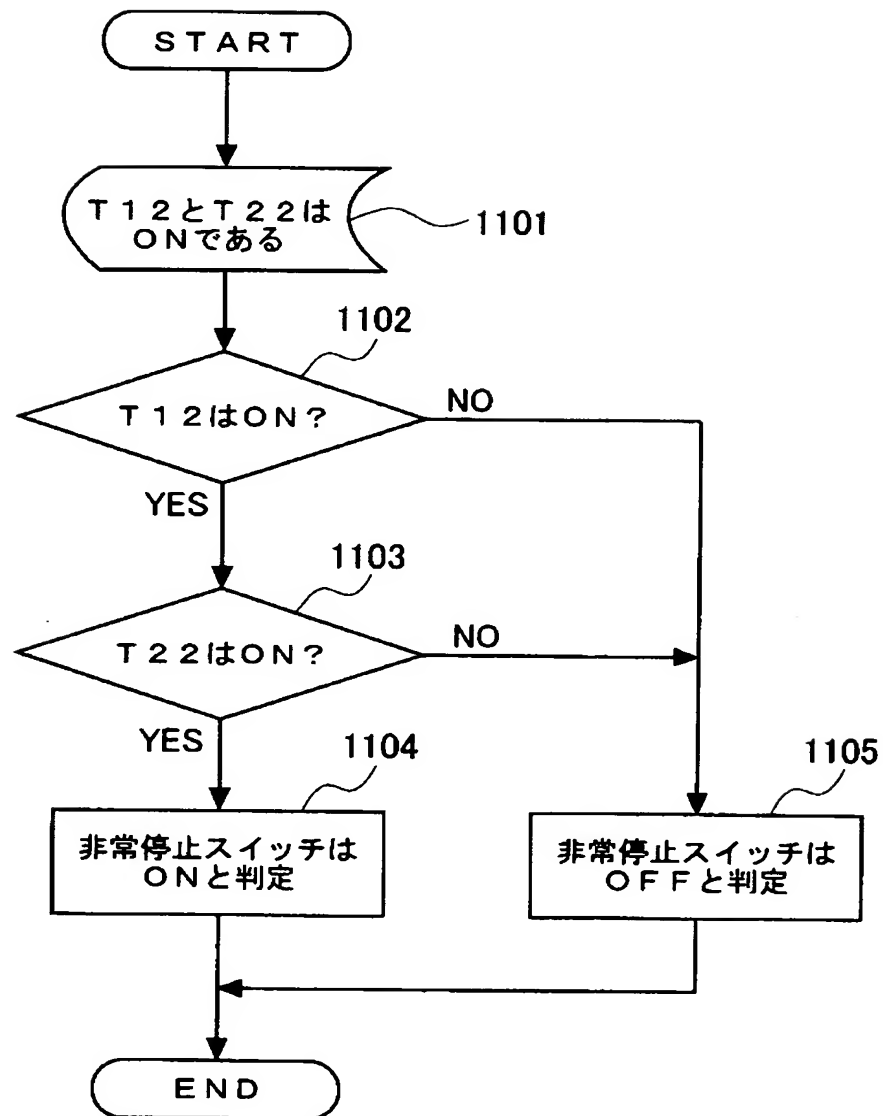 ＳＴＡＲＴ
Ｔ１２とＴ２２は
ＯＮである
1101
1102
Ｔ１２はＯＮ？
NO
YES
1103
Ｔ２２はＯＮ？
NO
YES
1104
1105
非常停止スイッチは
ＯＮと判定
非常停止スイッチは
ＯＦＦと判定
ＥＮＤ